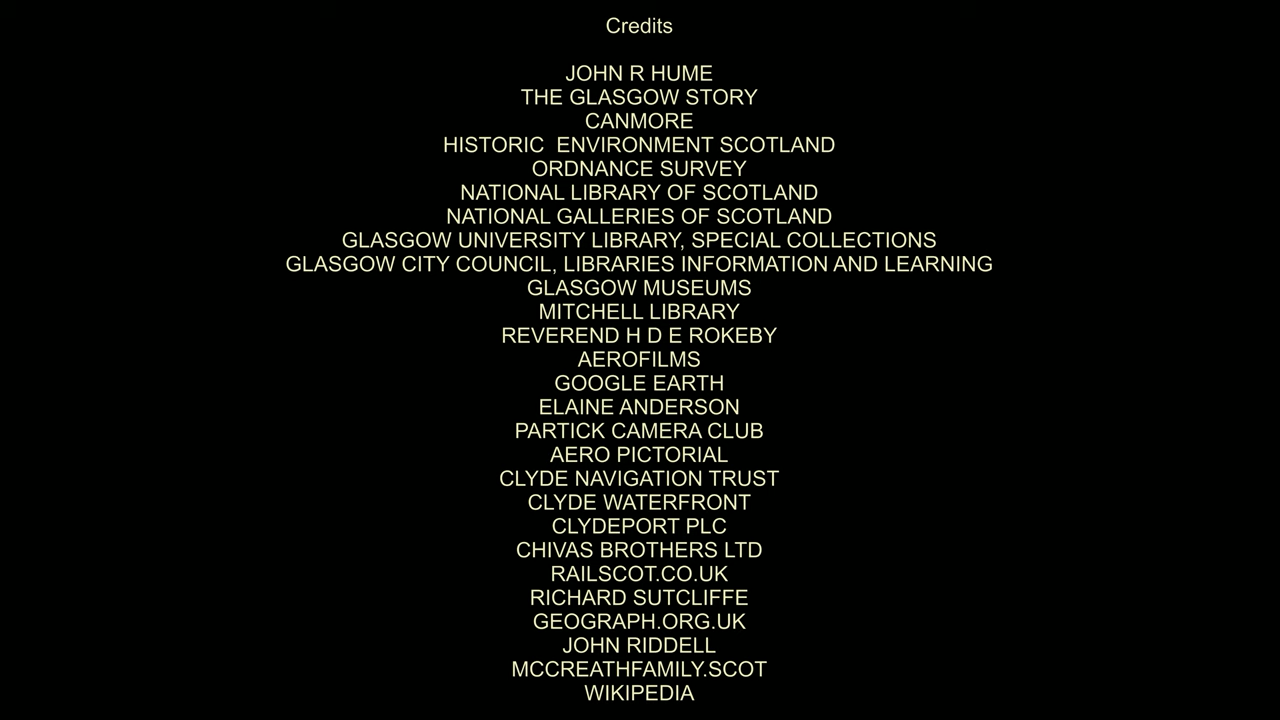 Credits
JOHN R HUME
THE GLASGOW STORY
CANMORE
HISTORIC  ENVIRONMENT SCOTLAND
ORDNANCE SURVEY
NATIONAL LIBRARY OF SCOTLAND
NATIONAL GALLERIES OF SCOTLAND
GLASGOW UNIVERSITY LIBRARY, SPECIAL COLLECTIONS
GLASGOW CITY COUNCIL, LIBRARIES INFORMATION AND LEARNING
GLASGOW MUSEUMS
MITCHELL LIBRARY
REVEREND H D E ROKEBY
AEROFILMS
GOOGLE EARTH
ELAINE ANDERSON
PARTICK CAMERA CLUB
AERO PICTORIAL
CLYDE NAVIGATION TRUST
CLYDE WATERFRONT
CLYDEPORT PLC
CHIVAS BROTHERS LTD
RAILSCOT.CO.UK
RICHARD SUTCLIFFE
GEOGRAPH.ORG.UK
JOHN RIDDELL
MCCREATHFAMILY.SCOT
WIKIPEDIA